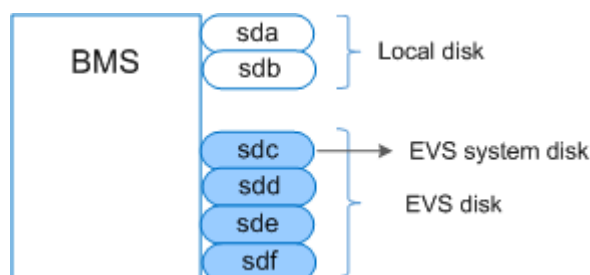 BMS
sda
sdb
Local disk
sdc
EVS system disk
sdd
sde
EVS disk
sdf